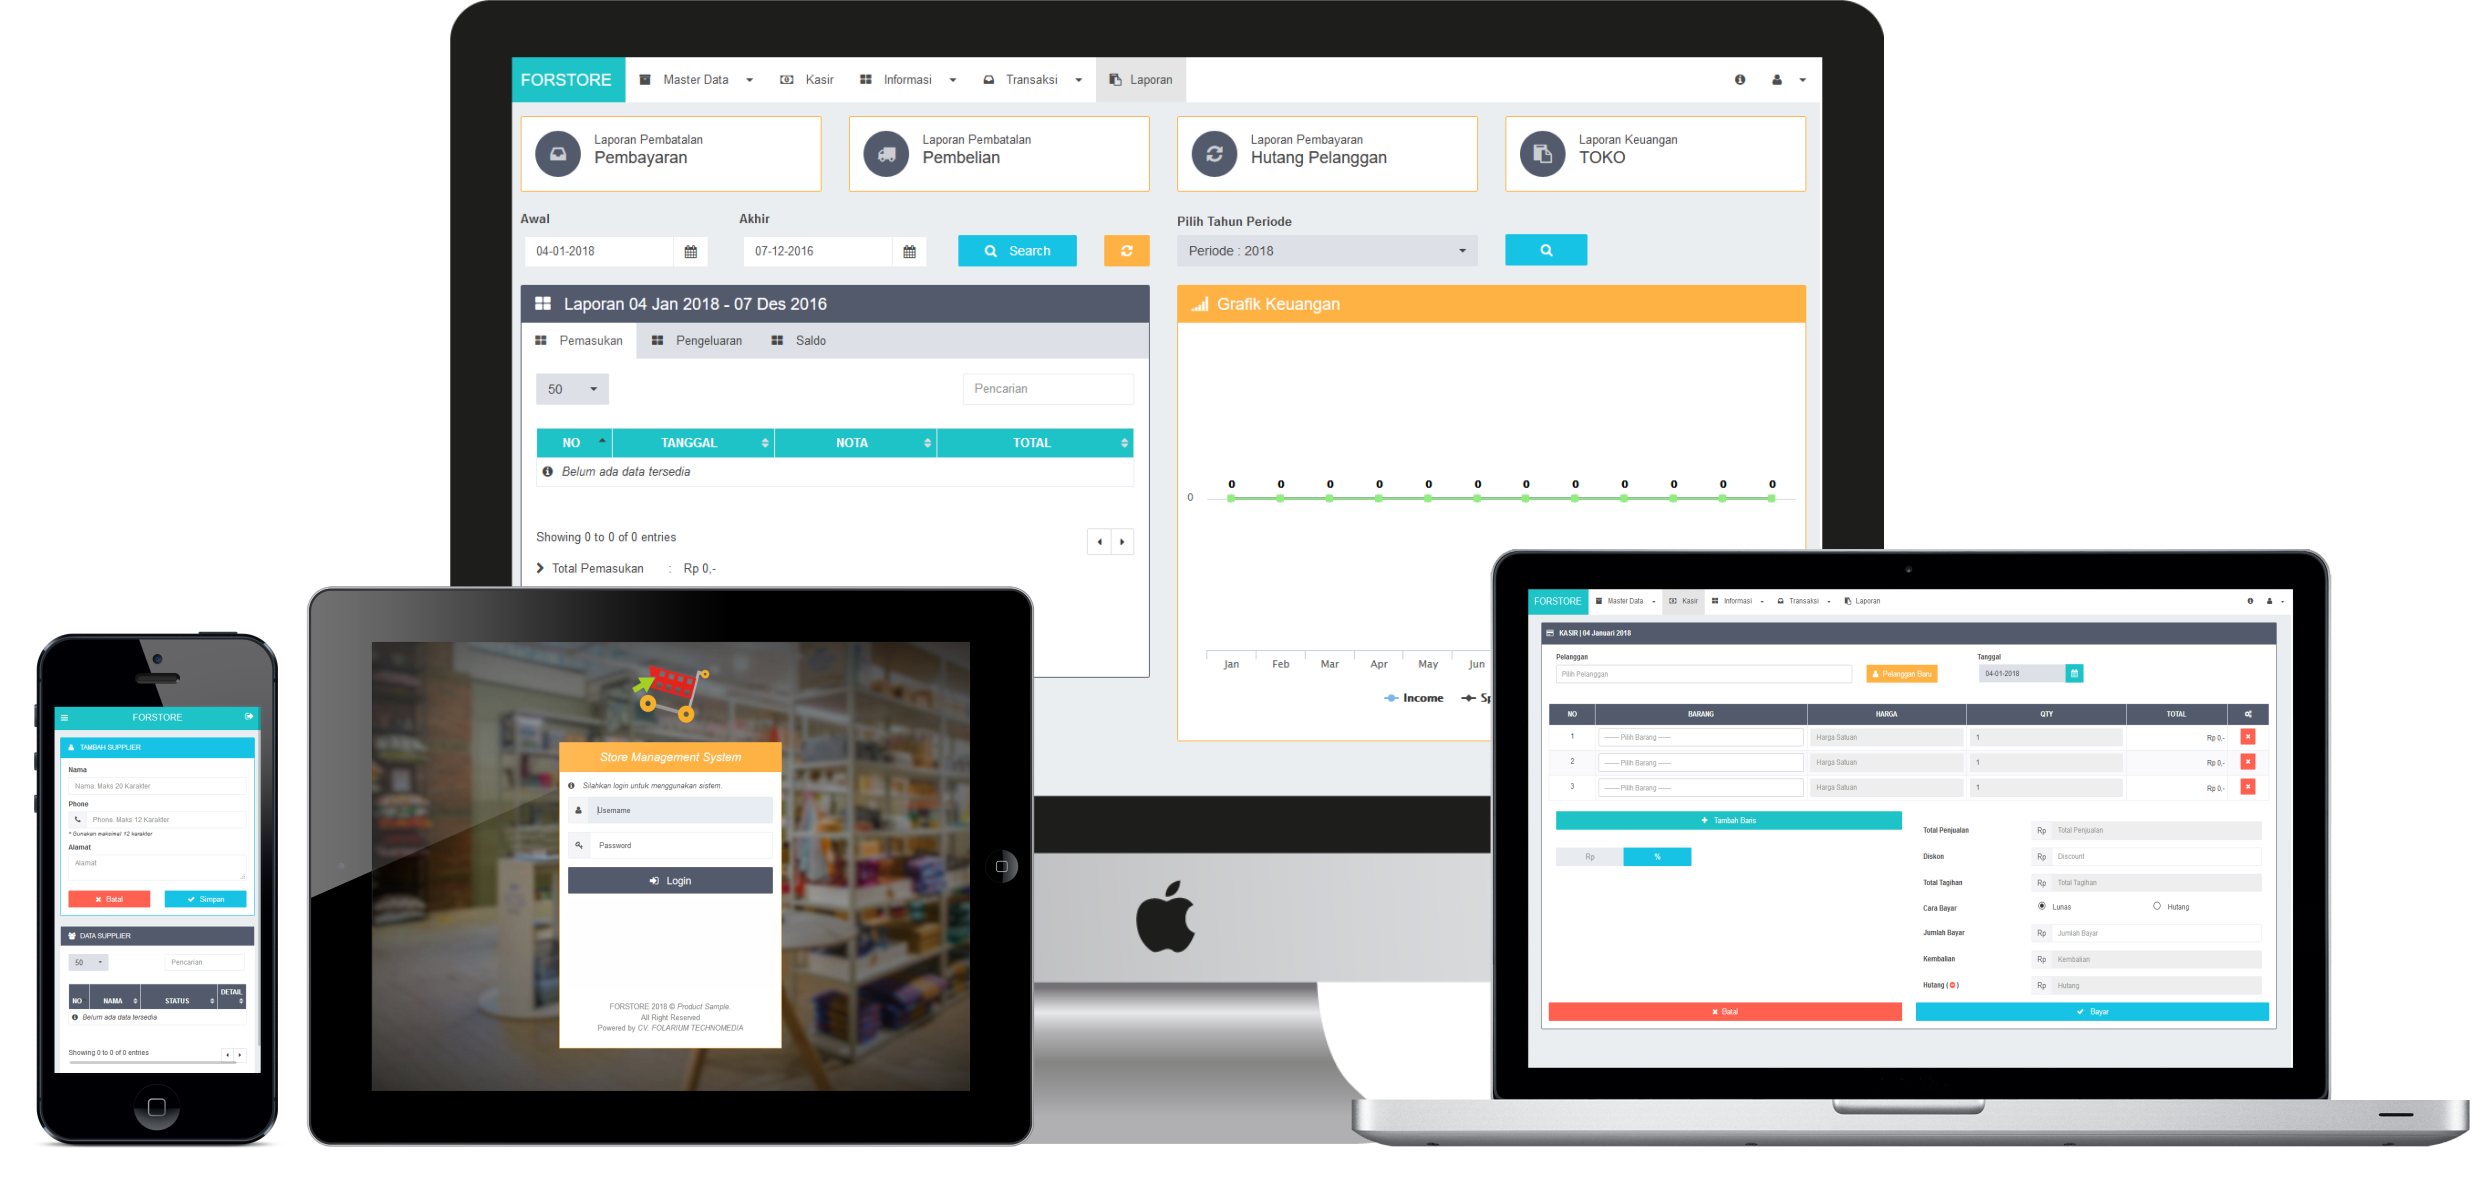 FORSTORE
Master Data
Kasir
Informasi
Transaksi
Laporan
Laporan Pembatalan
Pembayaran
Laporan Pembatalan
Pembelian
Laporan Pembayaran
Hutang Pelanggan
Laporan Keuangan
TOKO
Awal
Akhir
04-01-2018
07-12-2016
Search
Pilih Tahun Periode
Periode : 2018
Laporan 04 Jan 2018 - 07 Des 2016
Pemasukan
Pengeluaran
Saldo
50
Pencarian
NO TANGGAL NOTA TOTAL
Belum ada data tersedia
Showing 0 to 0 of 0 entries
Total Pemasukan : Rp 0,-
Grafik Keuangan
0 0 0 0 0 0 0 0 0 0 0 0
0
Jan Feb Mar Apr May Jun
Income
FORSTORE
TAMBAH SUPPLIER
Nama
Nama. Maks 20 Karakter
Phone
Phone. Maks 12 Karakter
* Gunakan maksimal 12 karakter
Alamat
Alamat
Batal
Simpan
DATA SUPPLIER
50
Pencarian
NO NAMA STATUS DETAIL
Belum ada data tersedia
Showing 0 to 0 of 0 entries
Store Management System
Silahkan login untuk menggunakan sistem.
Username
Password
Login
FORSTORE 2018 © Product Sample.
All Right Reserved
Powered by CV. FOLARIUM TECHNOMEDIA
FORSTORE
Master Data
Kasir
Informasi
Transaksi
Laporan
KASIR | 04 Januari 2018
Pelanggan
Tanggal
Pilih Pelanggan
Pelanggan Baru
04-01-2018
NO BARANG HARGA QTY TOTAL
1 ----- Pilih Barang ----- Harga Satuan 1 Rp 0,-
2 ----- Pilih Barang ----- Harga Satuan 1 Rp 0,-
3 ----- Pilih Barang ----- Harga Satuan 1 Rp 0,-
+ Tambah Baris
Rp %
Total Penjualan Rp Total Penjualan
Diskon Rp Discount
Total Tagihan Rp Total Tagihan
Cara Bayar Lunas Hutang
Jumlah Bayar Rp Jumlah Bayar
Kembalian Rp Kembalian
Hutang ( ) Rp Hutang
Batal
Bayar